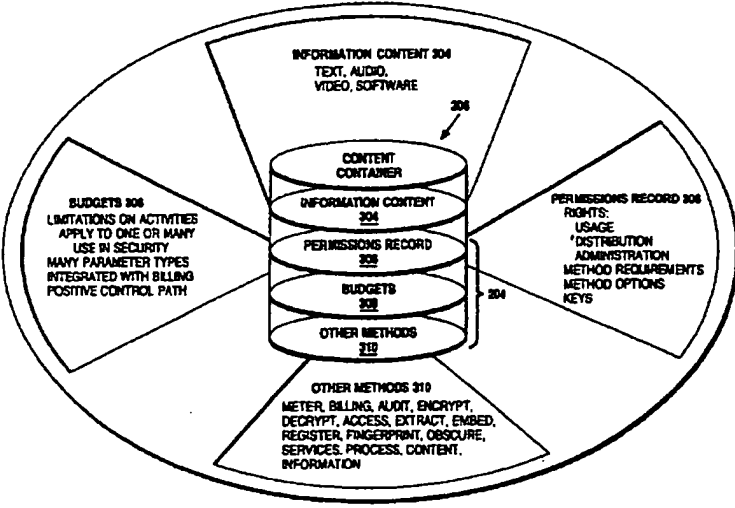 INFORMATION CONTENT 304
TEXT, AUDIO,
VIDEO, SOFTWARE
306
CONTENT
CONTAINER
INFORMATION CONTENT
304
PERMISSIONS RECORD
306
BUDGETS
308
OTHER METHODS
310
204
BUDGETS 308
LIMITATIONS ON ACTIVITIES
APPLY TO ONE OR MANY
USE IN SECURITY
MANY PARAMETER TYPES
INTEGRATED WITH BILLING
POSITIVE CONTROL PATH
PERMISSIONS RECORD 306
RIGHTS:
USAGE
DISTRIBUTION
ADMINISTRATION
METHOD REQUIREMENTS
METHOD OPTIONS
KEYS
OTHER METHODS 310
METER, BILLING, AUDIT, ENCRYPT,
DECRYPT, ACCESS, EXTRACT, EMBED,
REGISTER, FINGERPRINT, OBSCURE,
SERVICES, PROCESS, CONTENT,
INFORMATION